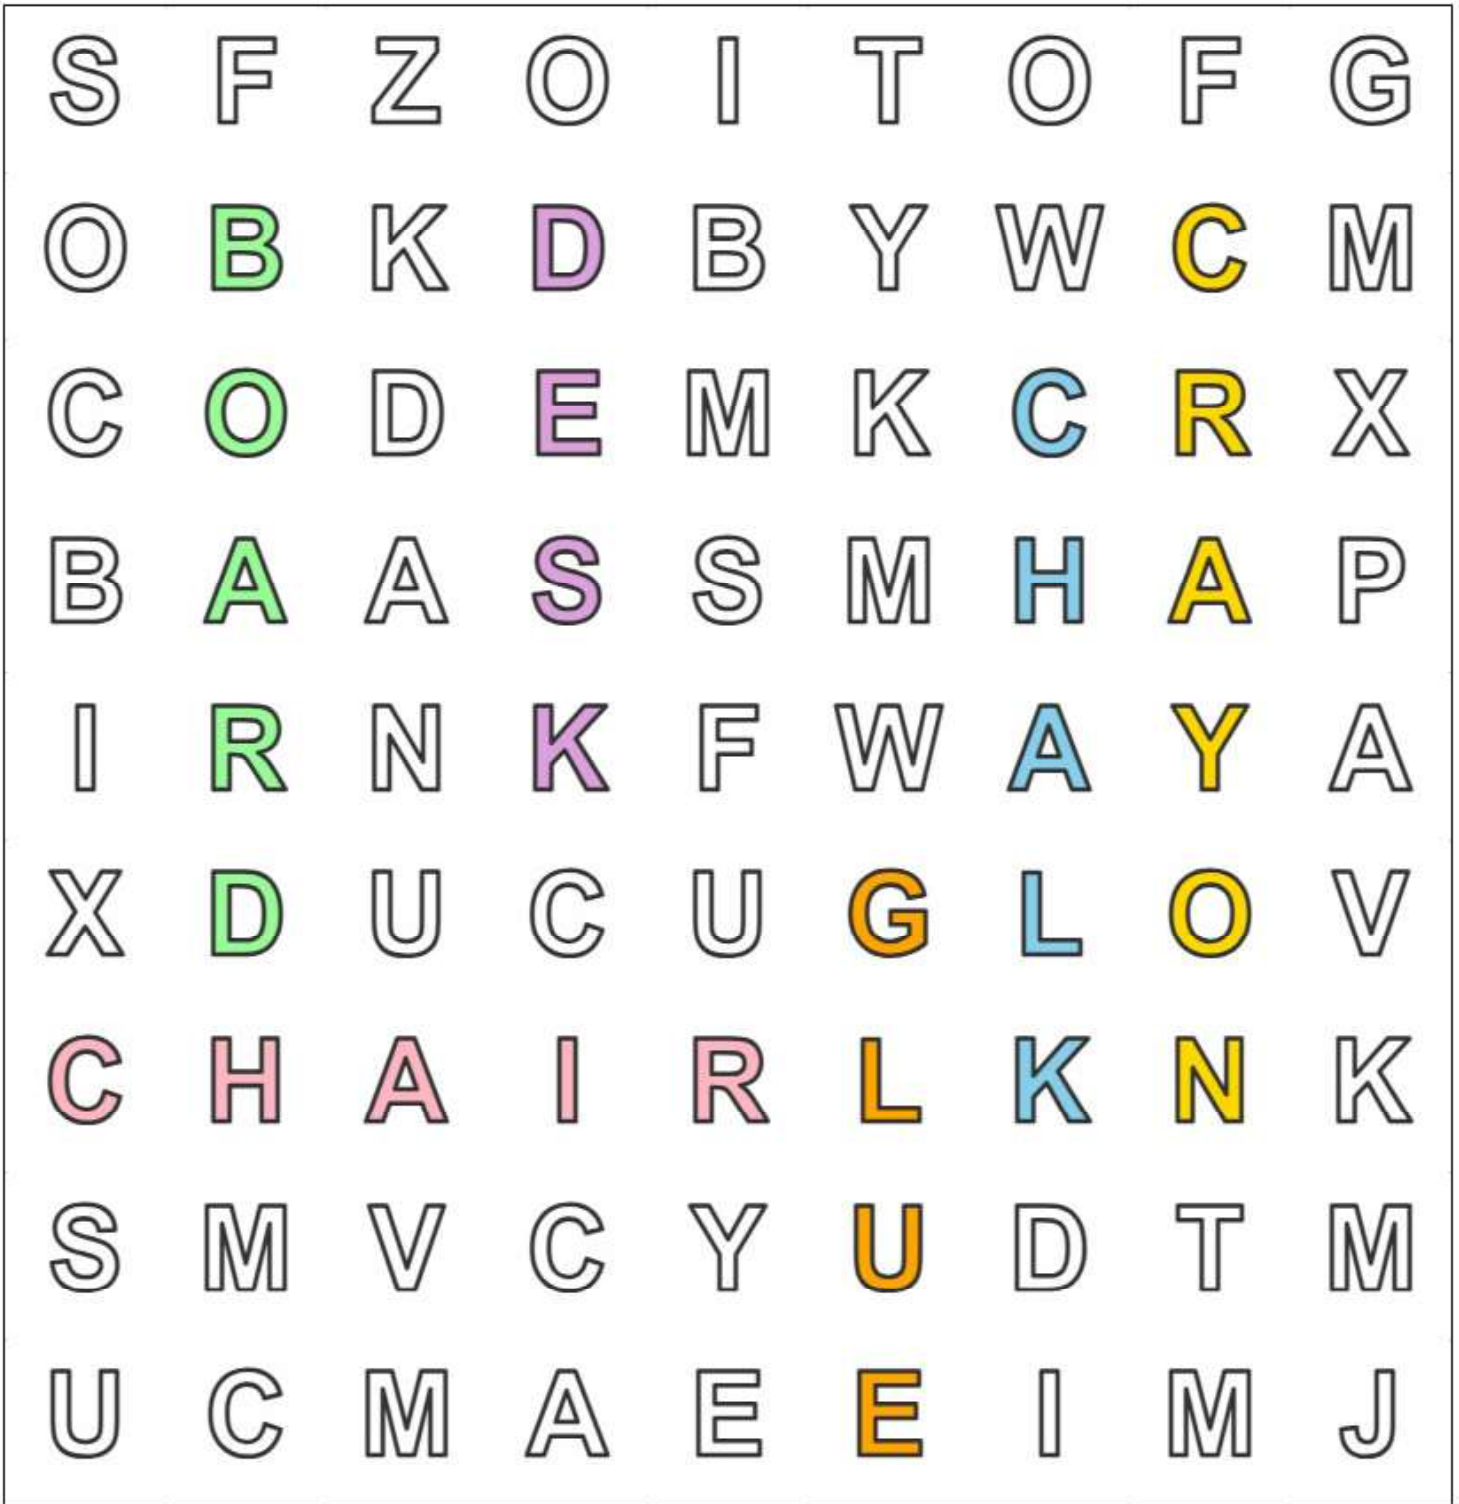 S F Z O I T O F G
O B K D B Y W C M
C O D E M K C R X
B A A S S M H A P
I R N K F W A Y A
X D U C U G L O V
C H A I R L K N K
S M V C Y U D T M
U C M A E E I M J